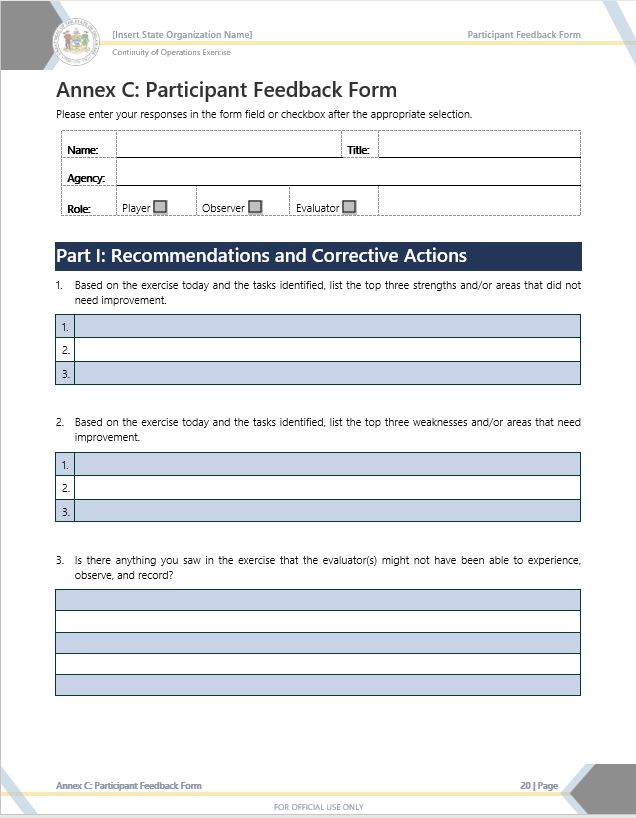 [Insert State Organization Name] Participant Feedback Form
Continuity of Operations Exercise
Annex C: Participant Feedback Form
Please enter your responses in the form field or checkbox after the appropriate selection.
Name: Title:
Agency:
Role: Player Observer Evaluator
Part I: Recommendations and Corrective Actions
1. Based on the exercise today and the tasks identified, list the top three strengths and/or areas that did not
need improvement.
1.
2.
3.
2. Based on the exercise today and the tasks identified, list the top three weaknesses and/or areas that need
improvement.
1.
2.
3.
3. Is there anything you saw in the exercise that the evaluator(s) might not have been able to experience,
observe, and record?
Annex C: Participant Feedback Form 20 | Page
FOR OFFICIAL USE ONLY